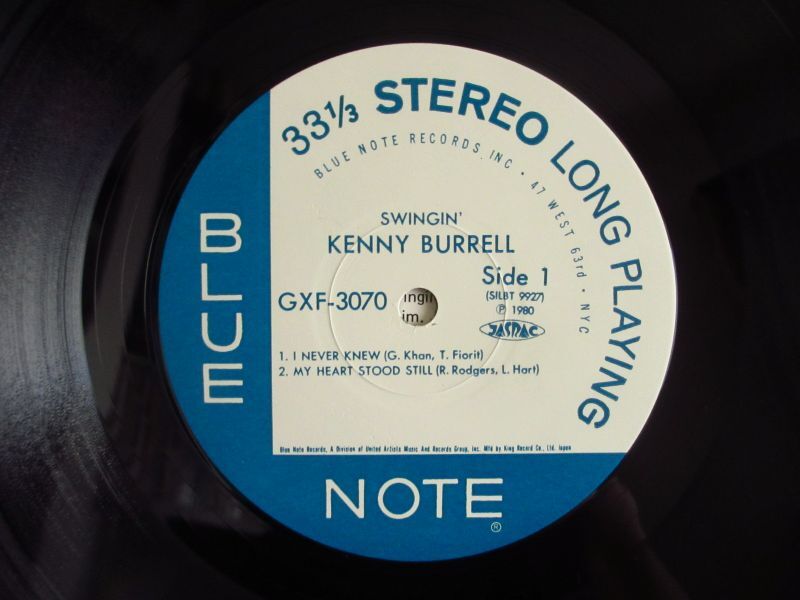 33 1/3 STEREO LONG PLAYING
BLUE NOTE RECORDS, INC • 47 WEST 63rd • NYC
SWINGIN'
KENNY BURRELL
Side 1
GXF-3070
(SILBT 9927)
℗ 1980
JASRAC
1. I NEVER KNEW (G. Khan, T. Fiorit)
2. MY HEART STOOD STILL (R. Rodgers, L. Hart)
Blue Note Records, A Division of United Artists Music And Records Group, Inc. Mfd by King Record Co., Ltd. Japan
BLUE
NOTE
®